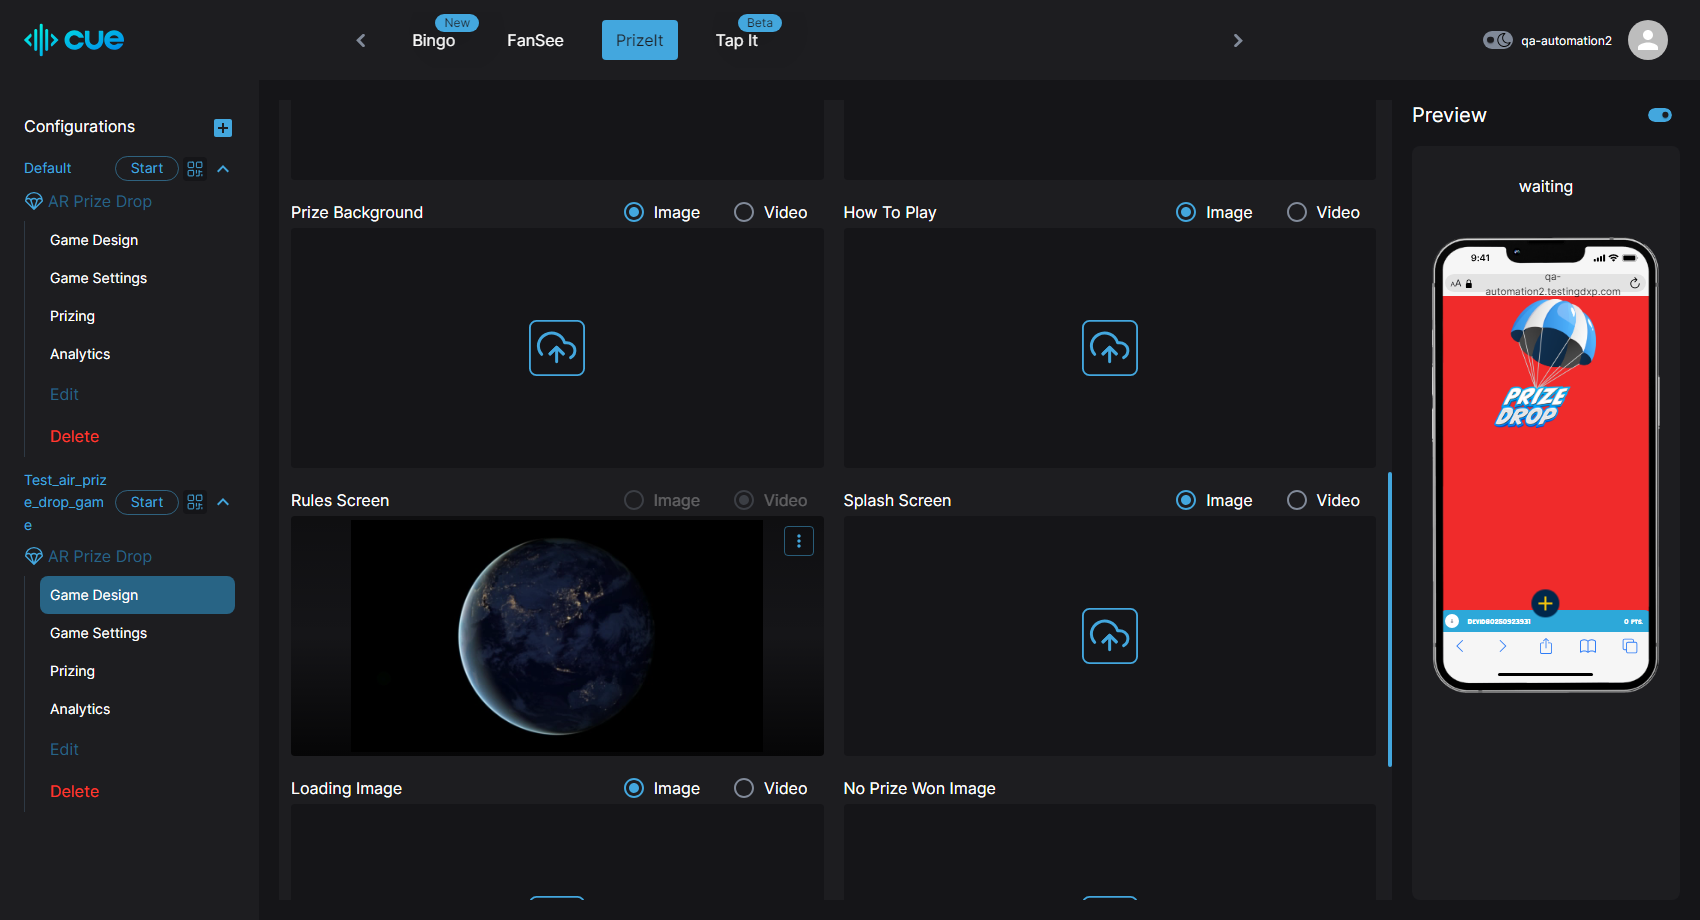 cue
New
Bingo
FanSee
PrizeIt
Beta
Tap It
qa-automation2
Configurations
Default
Start
AR Prize Drop
Game Design
Game Settings
Prizing
Analytics
Edit
Delete
Test_air_priz
e_drop_gam
e
Start
AR Prize Drop
Game Design
Game Settings
Prizing
Analytics
Edit
Delete
Prize Background
Image
Video
How To Play
Image
Video
Rules Screen
Image
Video
Splash Screen
Image
Video
Loading Image
Image
Video
No Prize Won Image
Preview
waiting
9:41
AA
qa-
automation2.testingdxp.com
PRIZE
DROP
0 PTS.